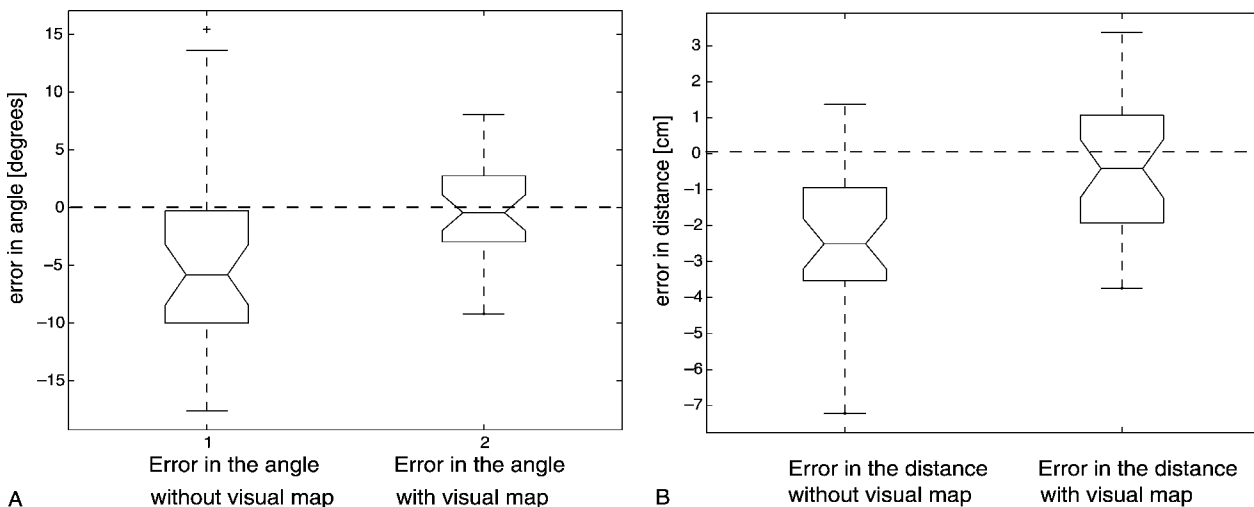 error in angle [degrees]
15
10
5
0
−5
−10
−15
+
1
2
Error in the angle
without visual map
Error in the angle
with visual map
A
error in distance [cm]
3
2
1
0
−1
−2
−3
−4
−5
−6
−7
Error in the distance
without visual map
Error in the distance
with visual map
B